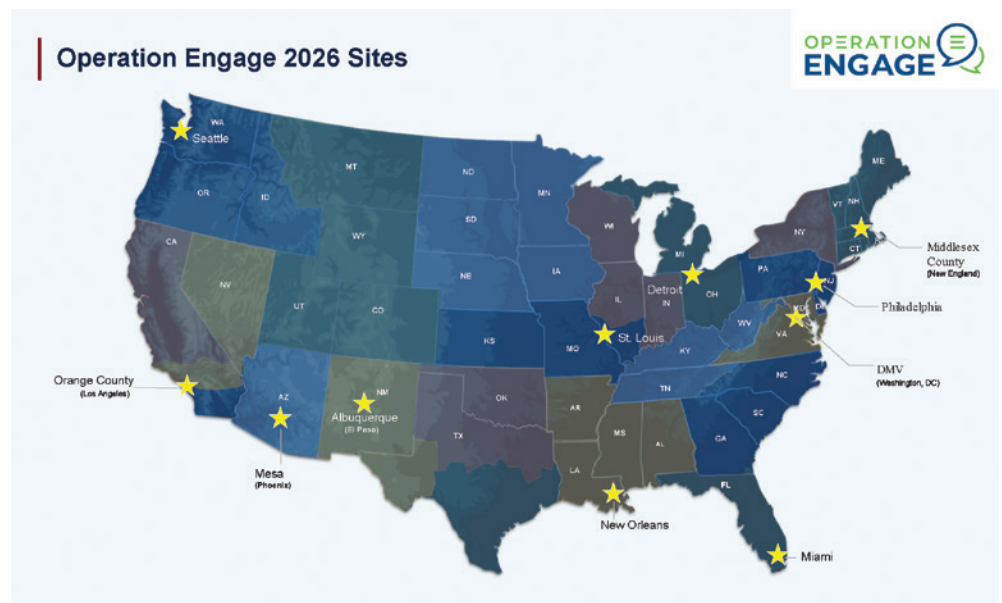 Operation Engage 2026 Sites
OPERATION
ENGAGE
WA
Seattle
MT
ND
MN
ME
OR
ID
SD
WI
VT
NH
WY
MI
NY
Middlesex
County
(New England)
CA
NV
NE
IA
CT
RI
PA
NJ
Detroit
OH
Philadelphia
UT
CO
IL
IN
MD
DE
KS
MO
St. Louis
WV
VA
KY
DMV
(Washington, DC)
Orange County
(Los Angeles)
AZ
NM
Albuquerque
(El Paso)
OK
TN
NC
AR
SC
TX
MS
AL
GA
Mesa
(Phoenix)
LA
FL
New Orleans
Miami